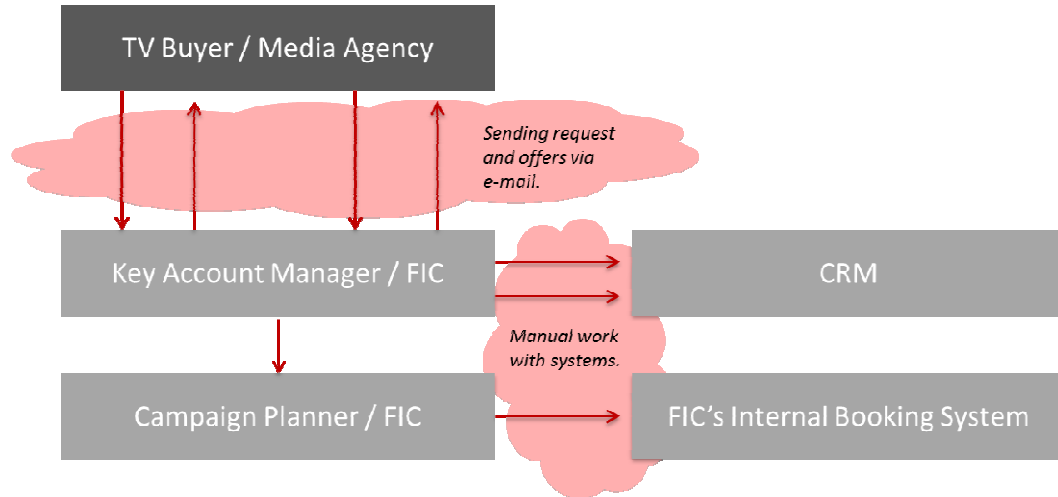 TV Buyer / Media Agency
Sending request
and offers via
e-mail.
Key Account Manager / FIC
CRM
Manual work
with systems.
Campaign Planner / FIC
FIC's Internal Booking System